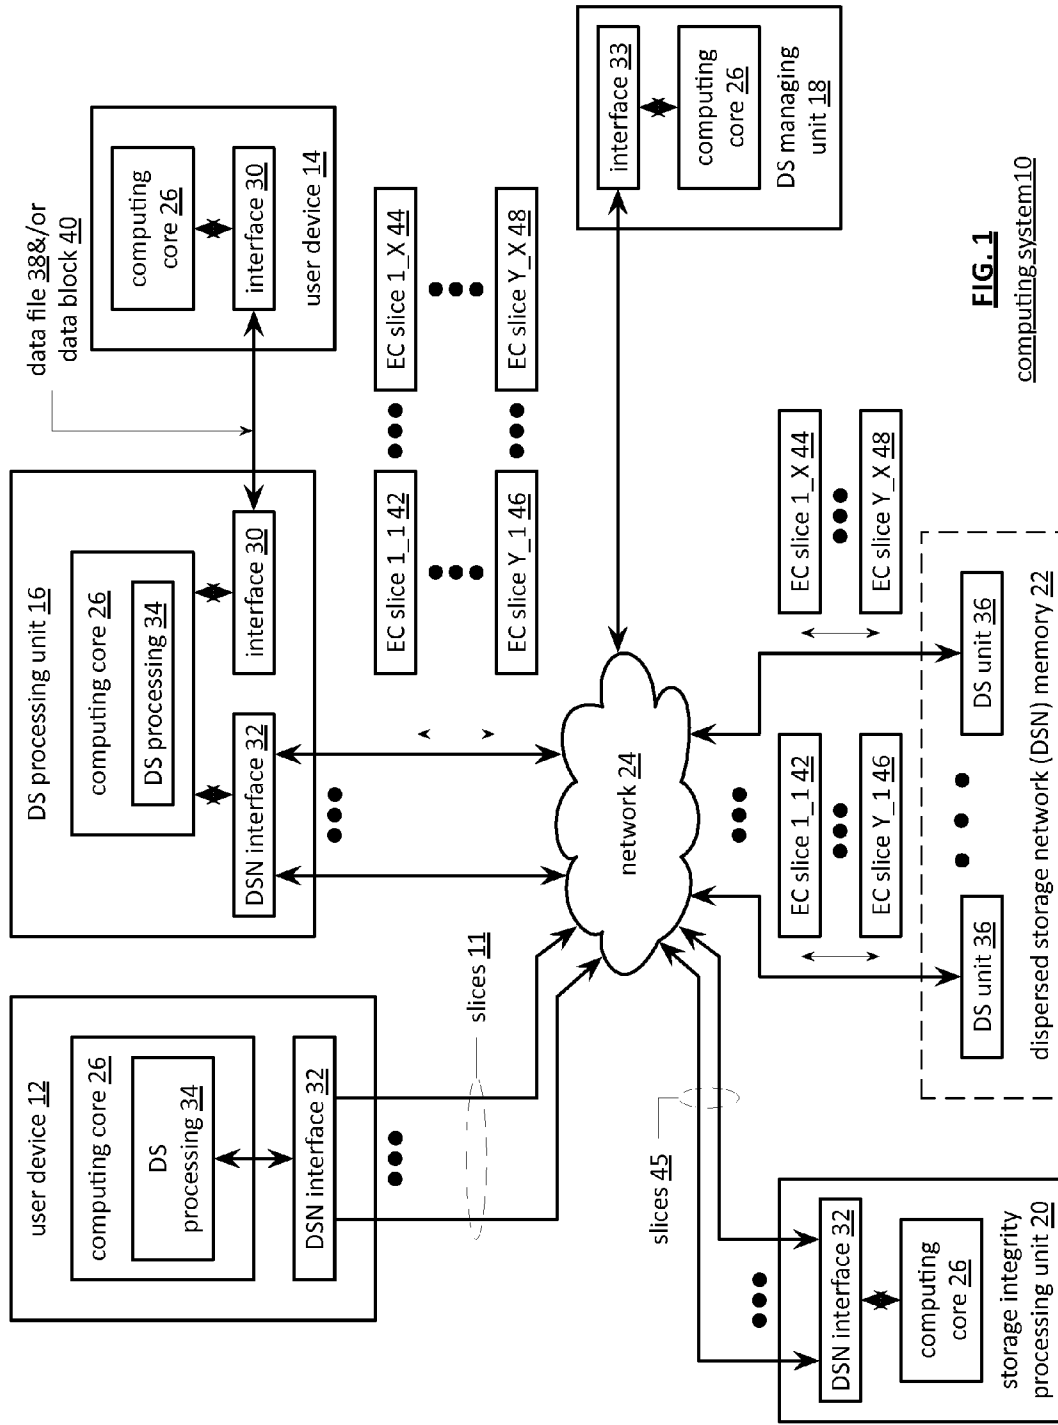 user device 12
computing core 26
DS
processing 34
DSN interface 32
slices 11
DS processing unit 16
computing core 26
DS processing 34
DSN interface 32
interface 30
data file 38&/or
data block 40
computing
core 26
interface 30
user device 14
EC slice 1_1 42
EC slice 1_X 44
EC slice Y_1 46
EC slice Y_X 48
network 24
interface 33
computing
core 26
DS managing
unit 18
slices 45
DSN interface 32
computing
core 26
storage integrity
processing unit 20
EC slice 1_1 42
EC slice 1_X 44
EC slice Y_1 46
EC slice Y_X 48
DS unit 36
DS unit 36
dispersed storage network (DSN) memory 22
FIG. 1
computing system10